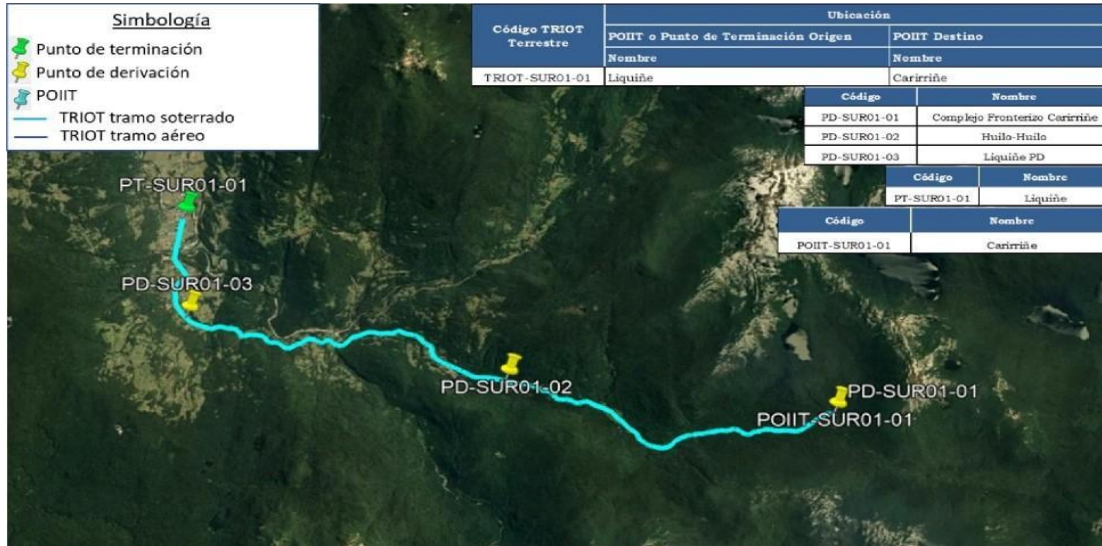 Simbología
Punto de terminación
Punto de derivación
POIIT
TRIOT tramo soterrado
TRIOT tramo aéreo
Código TRIOT Terrestre
Ubicación
POIIT o Punto de Terminación Origen
POIIT Destino
Nombre
Nombre
TRIOT-SUR01-01
Liquiñe
Carirriñe
Código
Nombre
PD-SUR01-01
Complejo Fronterizo Carirriñe
PD-SUR01-02
Huilo-Huilo
PD-SUR01-03
Liquiñe PD
Código
Nombre
PT-SUR01-01
Liquiñe
Código
Nombre
POIIT-SUR01-01
Carirriñe
PT-SUR01-01
PD-SUR01-03
PD-SUR01-02
PD-SUR01-01
POIIT-SUR01-01